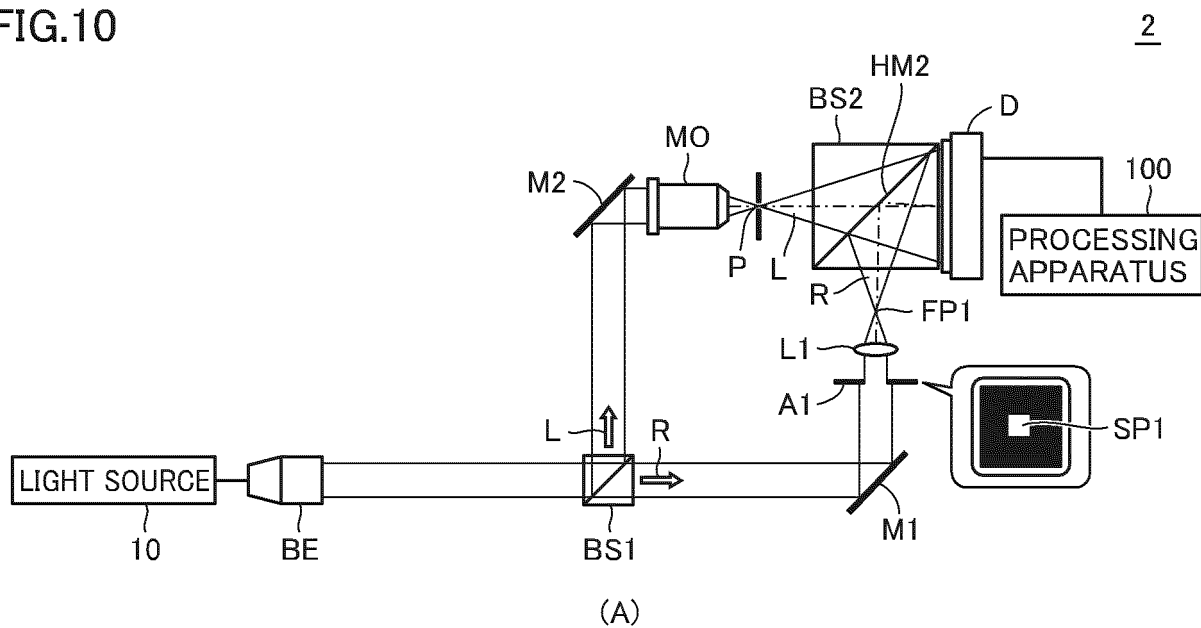 FIG.10
2
HM2
BS2
D
MO
M2
100
PROCESSING
APPARATUS
P
L
R
FP1
L1
A1
SP1
L
R
LIGHT SOURCE
M1
10
BE
BS1
(A)